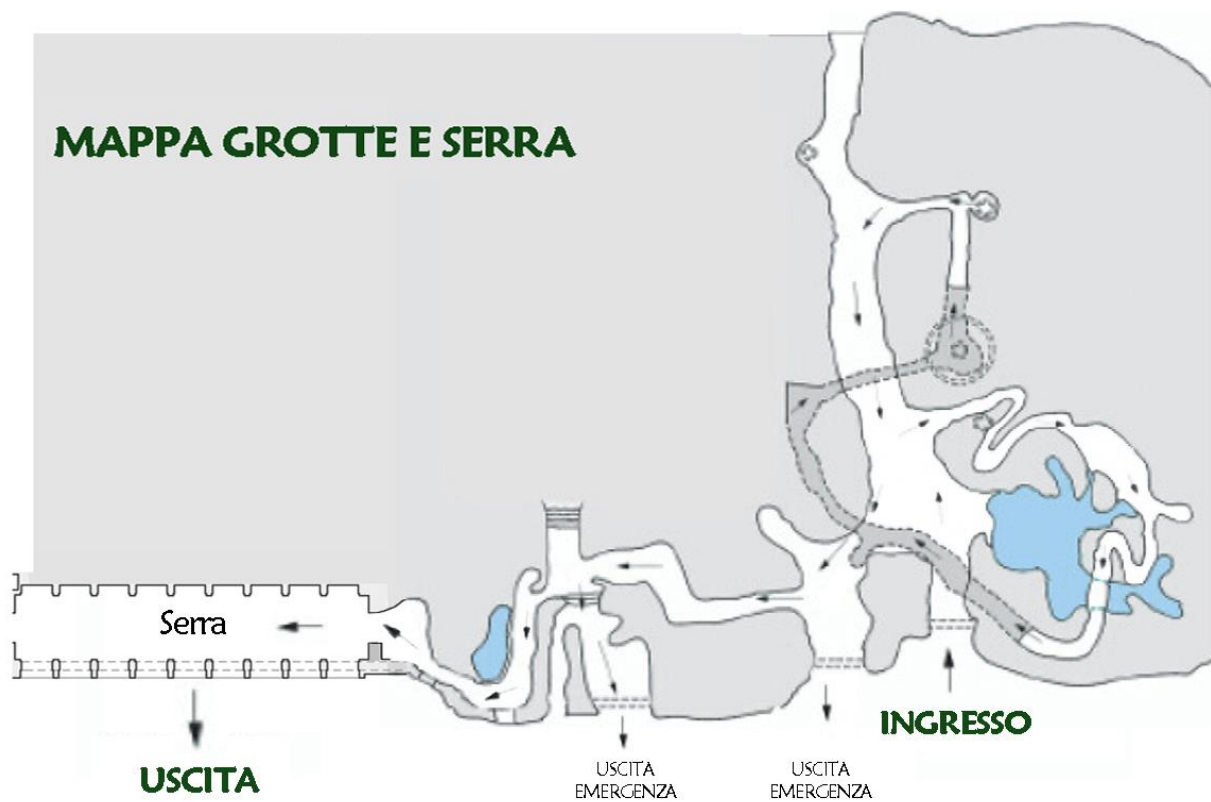 MAPPA GROTTE E SERRA
Serra
INGRESSO
USCITA
USCITA
EMERGENZA
USCITA
EMERGENZA